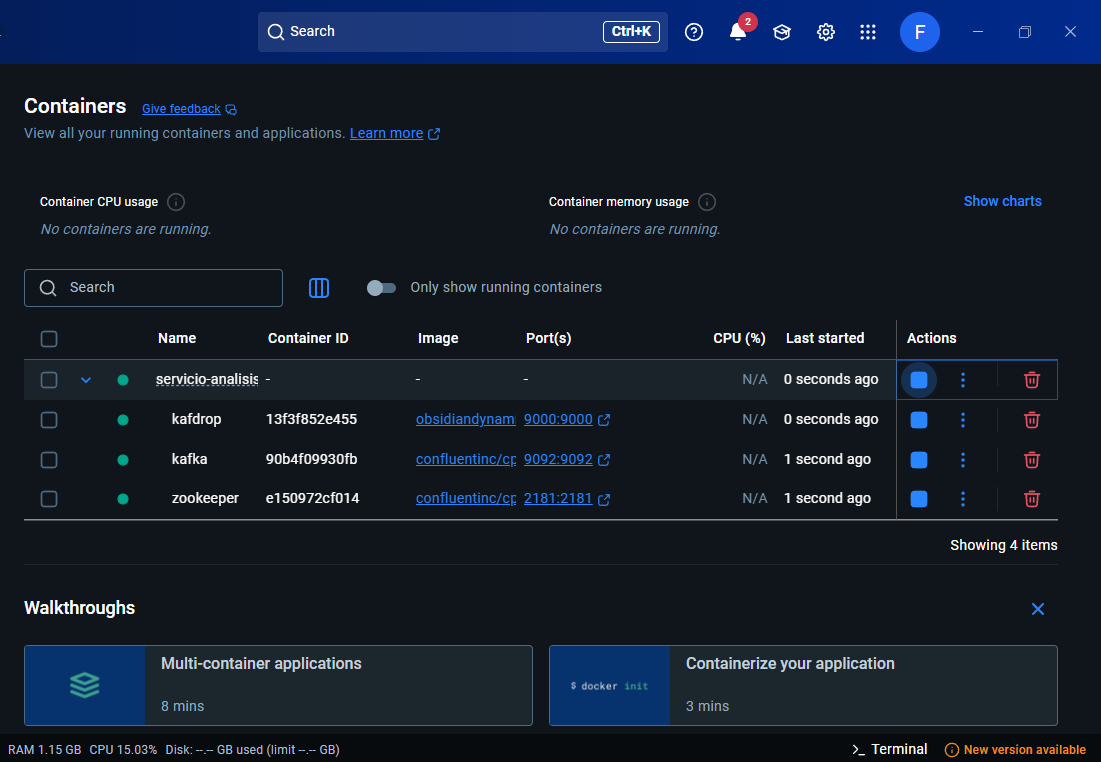 Search Ctrl+K 2 F
Containers Give feedback
View all your running containers and applications. Learn more
Container CPU usage Container memory usage Show charts
No containers are running. No containers are running.
Search Only show running containers
Name Container ID Image Port(s) CPU (%) Last started Actions
servicio-analisis - - - N/A 0 seconds ago
kafdrop 13f3f852e455 obsidiandynam 9000:9000 N/A 0 seconds ago
kafka 90b4f09930fb confluentinc/cp 9092:9092 N/A 1 second ago
zookeeper e150972cf014 confluentinc/cp 2181:2181 N/A 1 second ago
Showing 4 items
Walkthroughs
Multi-container applications
8 mins
$ docker init
Containerize your application
3 mins
RAM 1.15 GB CPU 15.03% Disk: --.-- GB used (limit --.-- GB) >_ Terminal New version available